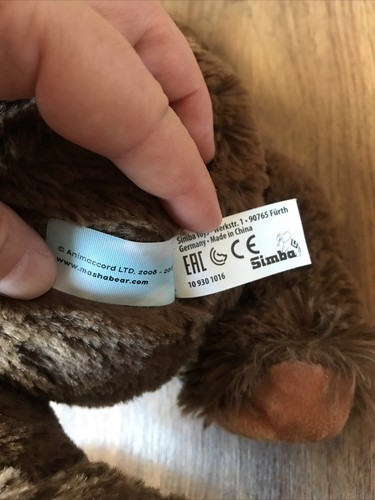 © Animaccord LTD. 2008 - 
www.mashabear.com
Simba Toys Werkstr. 1 • 90765 Fürth
Germany • Made in China
EAC CE
Simba
10 930 1016